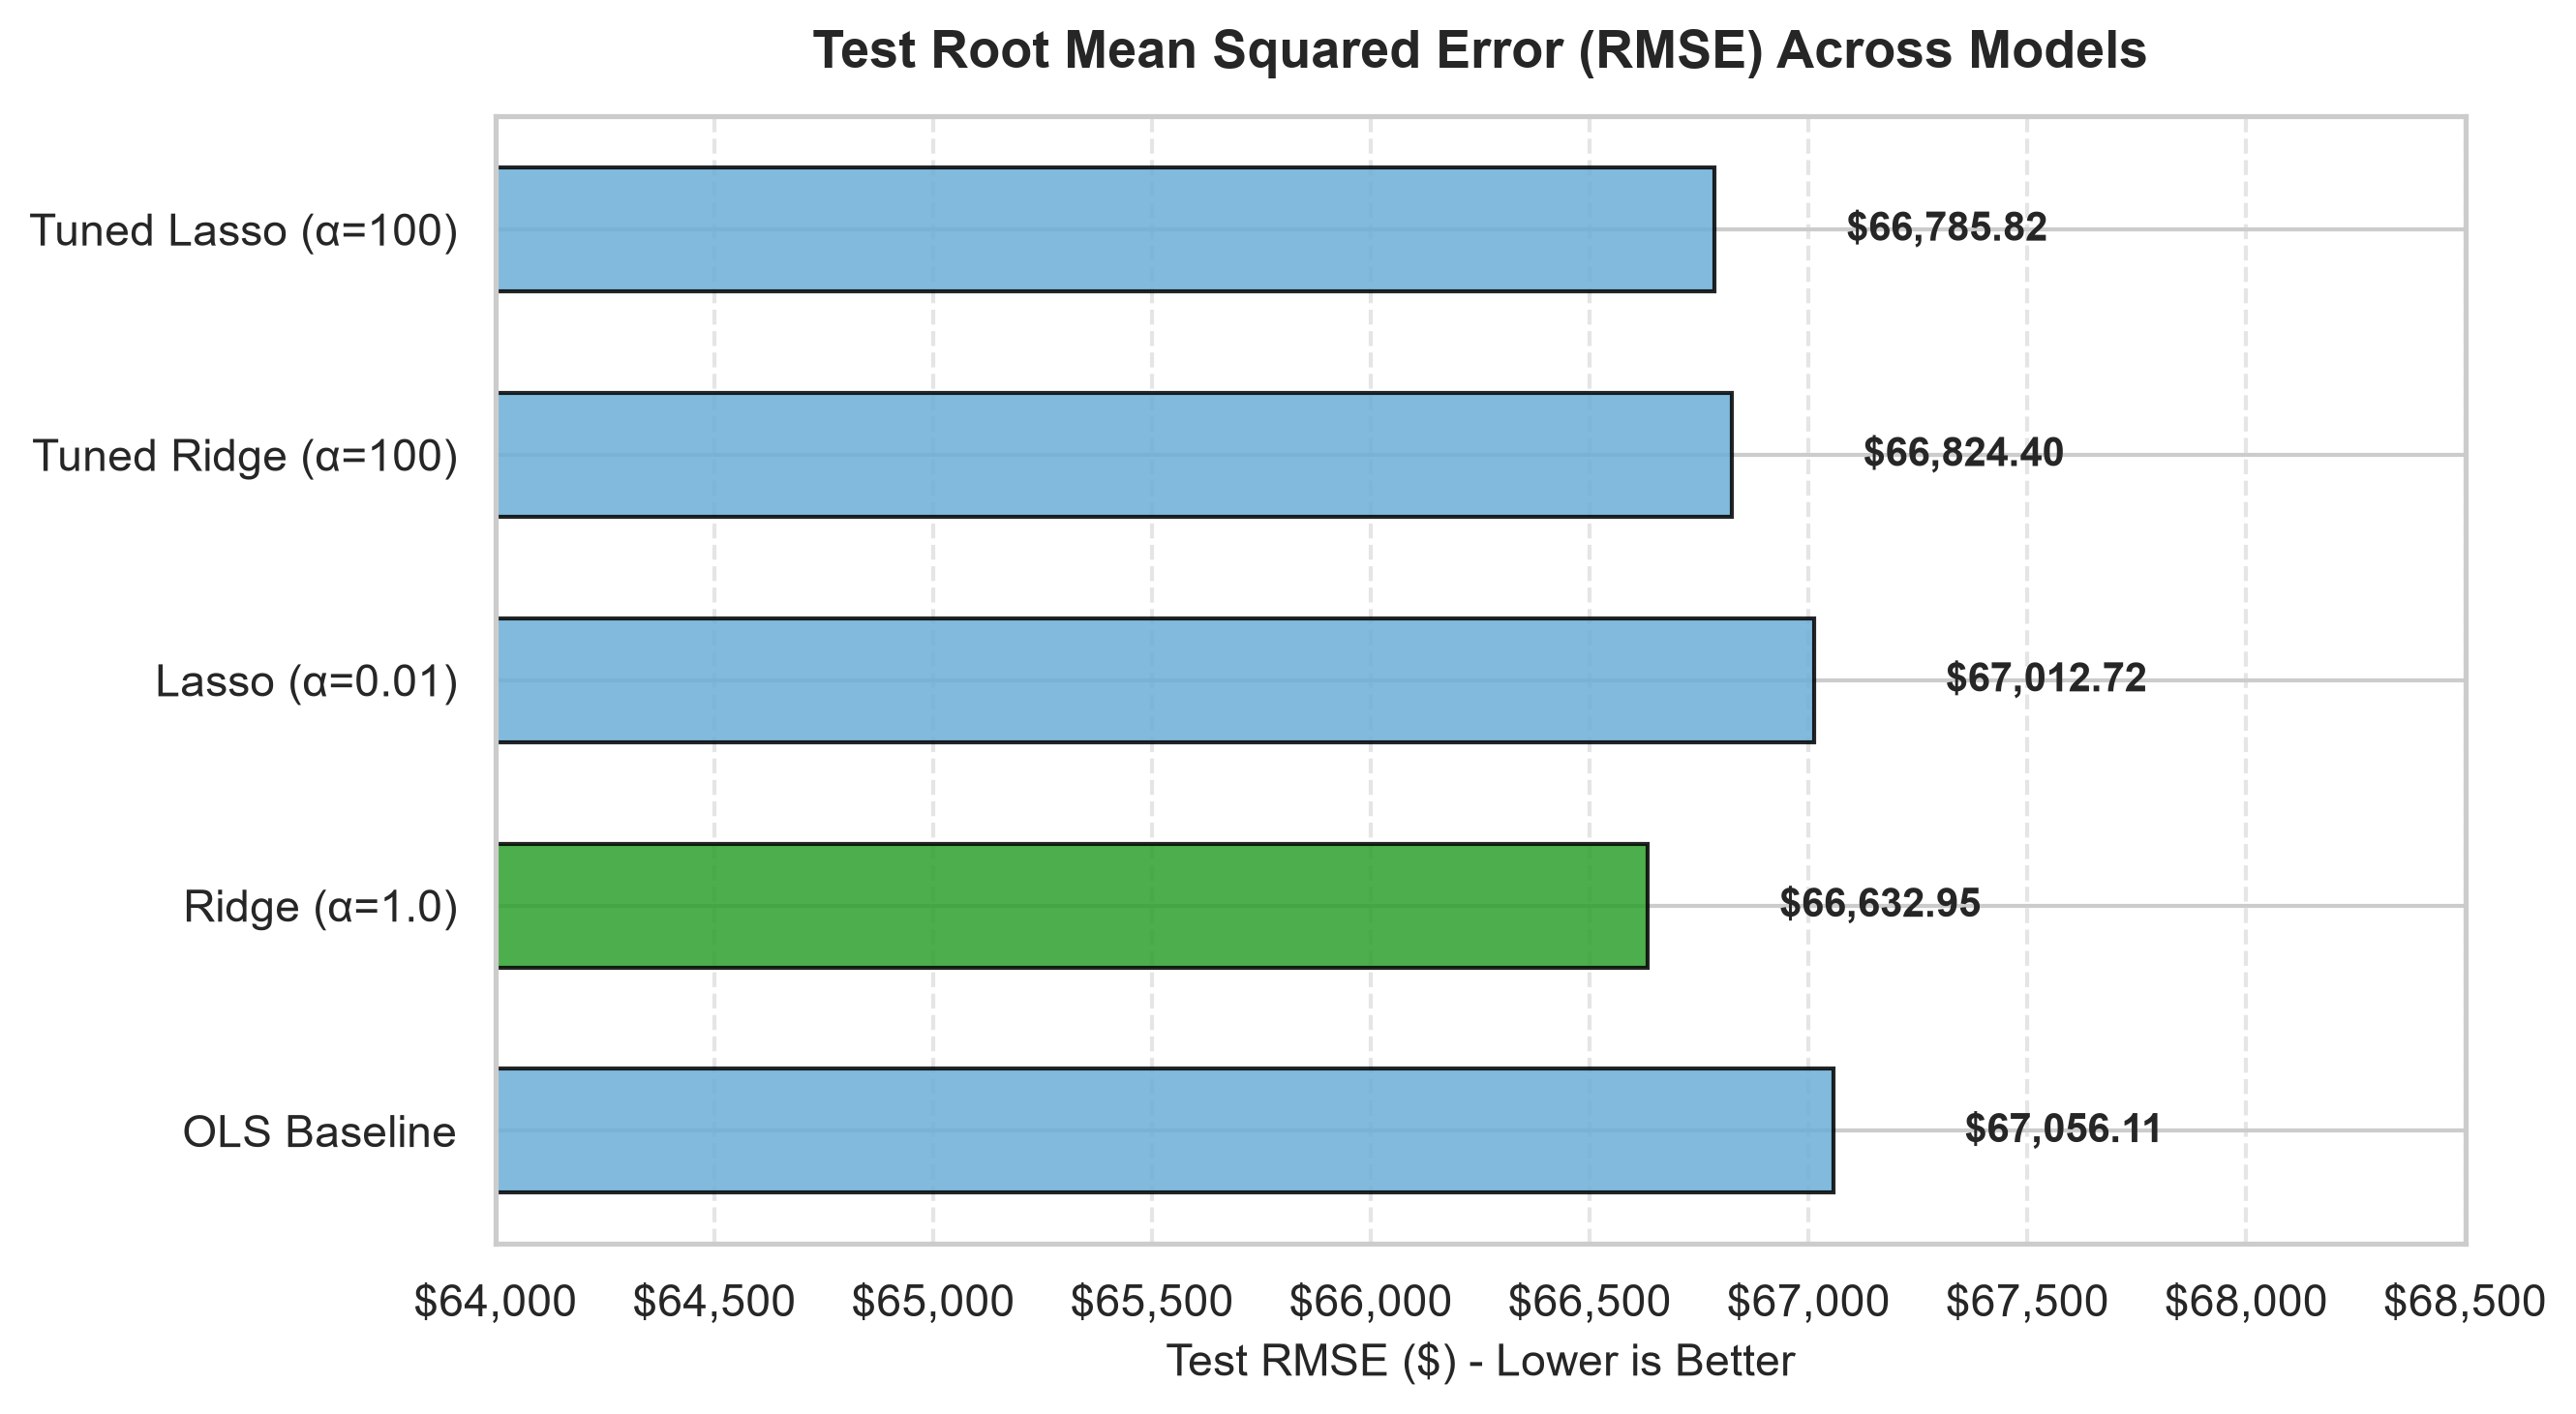 Test Root Mean Squared Error (RMSE) Across Models
Tuned Lasso (α=100)
$66,785.82
Tuned Ridge (α=100)
$66,824.40
Lasso (α=0.01)
$67,012.72
Ridge (α=1.0)
$66,632.95
OLS Baseline
$67,056.11
$64,000 $64,500 $65,000 $65,500 $66,000 $66,500 $67,000 $67,500 $68,000 $68,500
Test RMSE ($) - Lower is Better